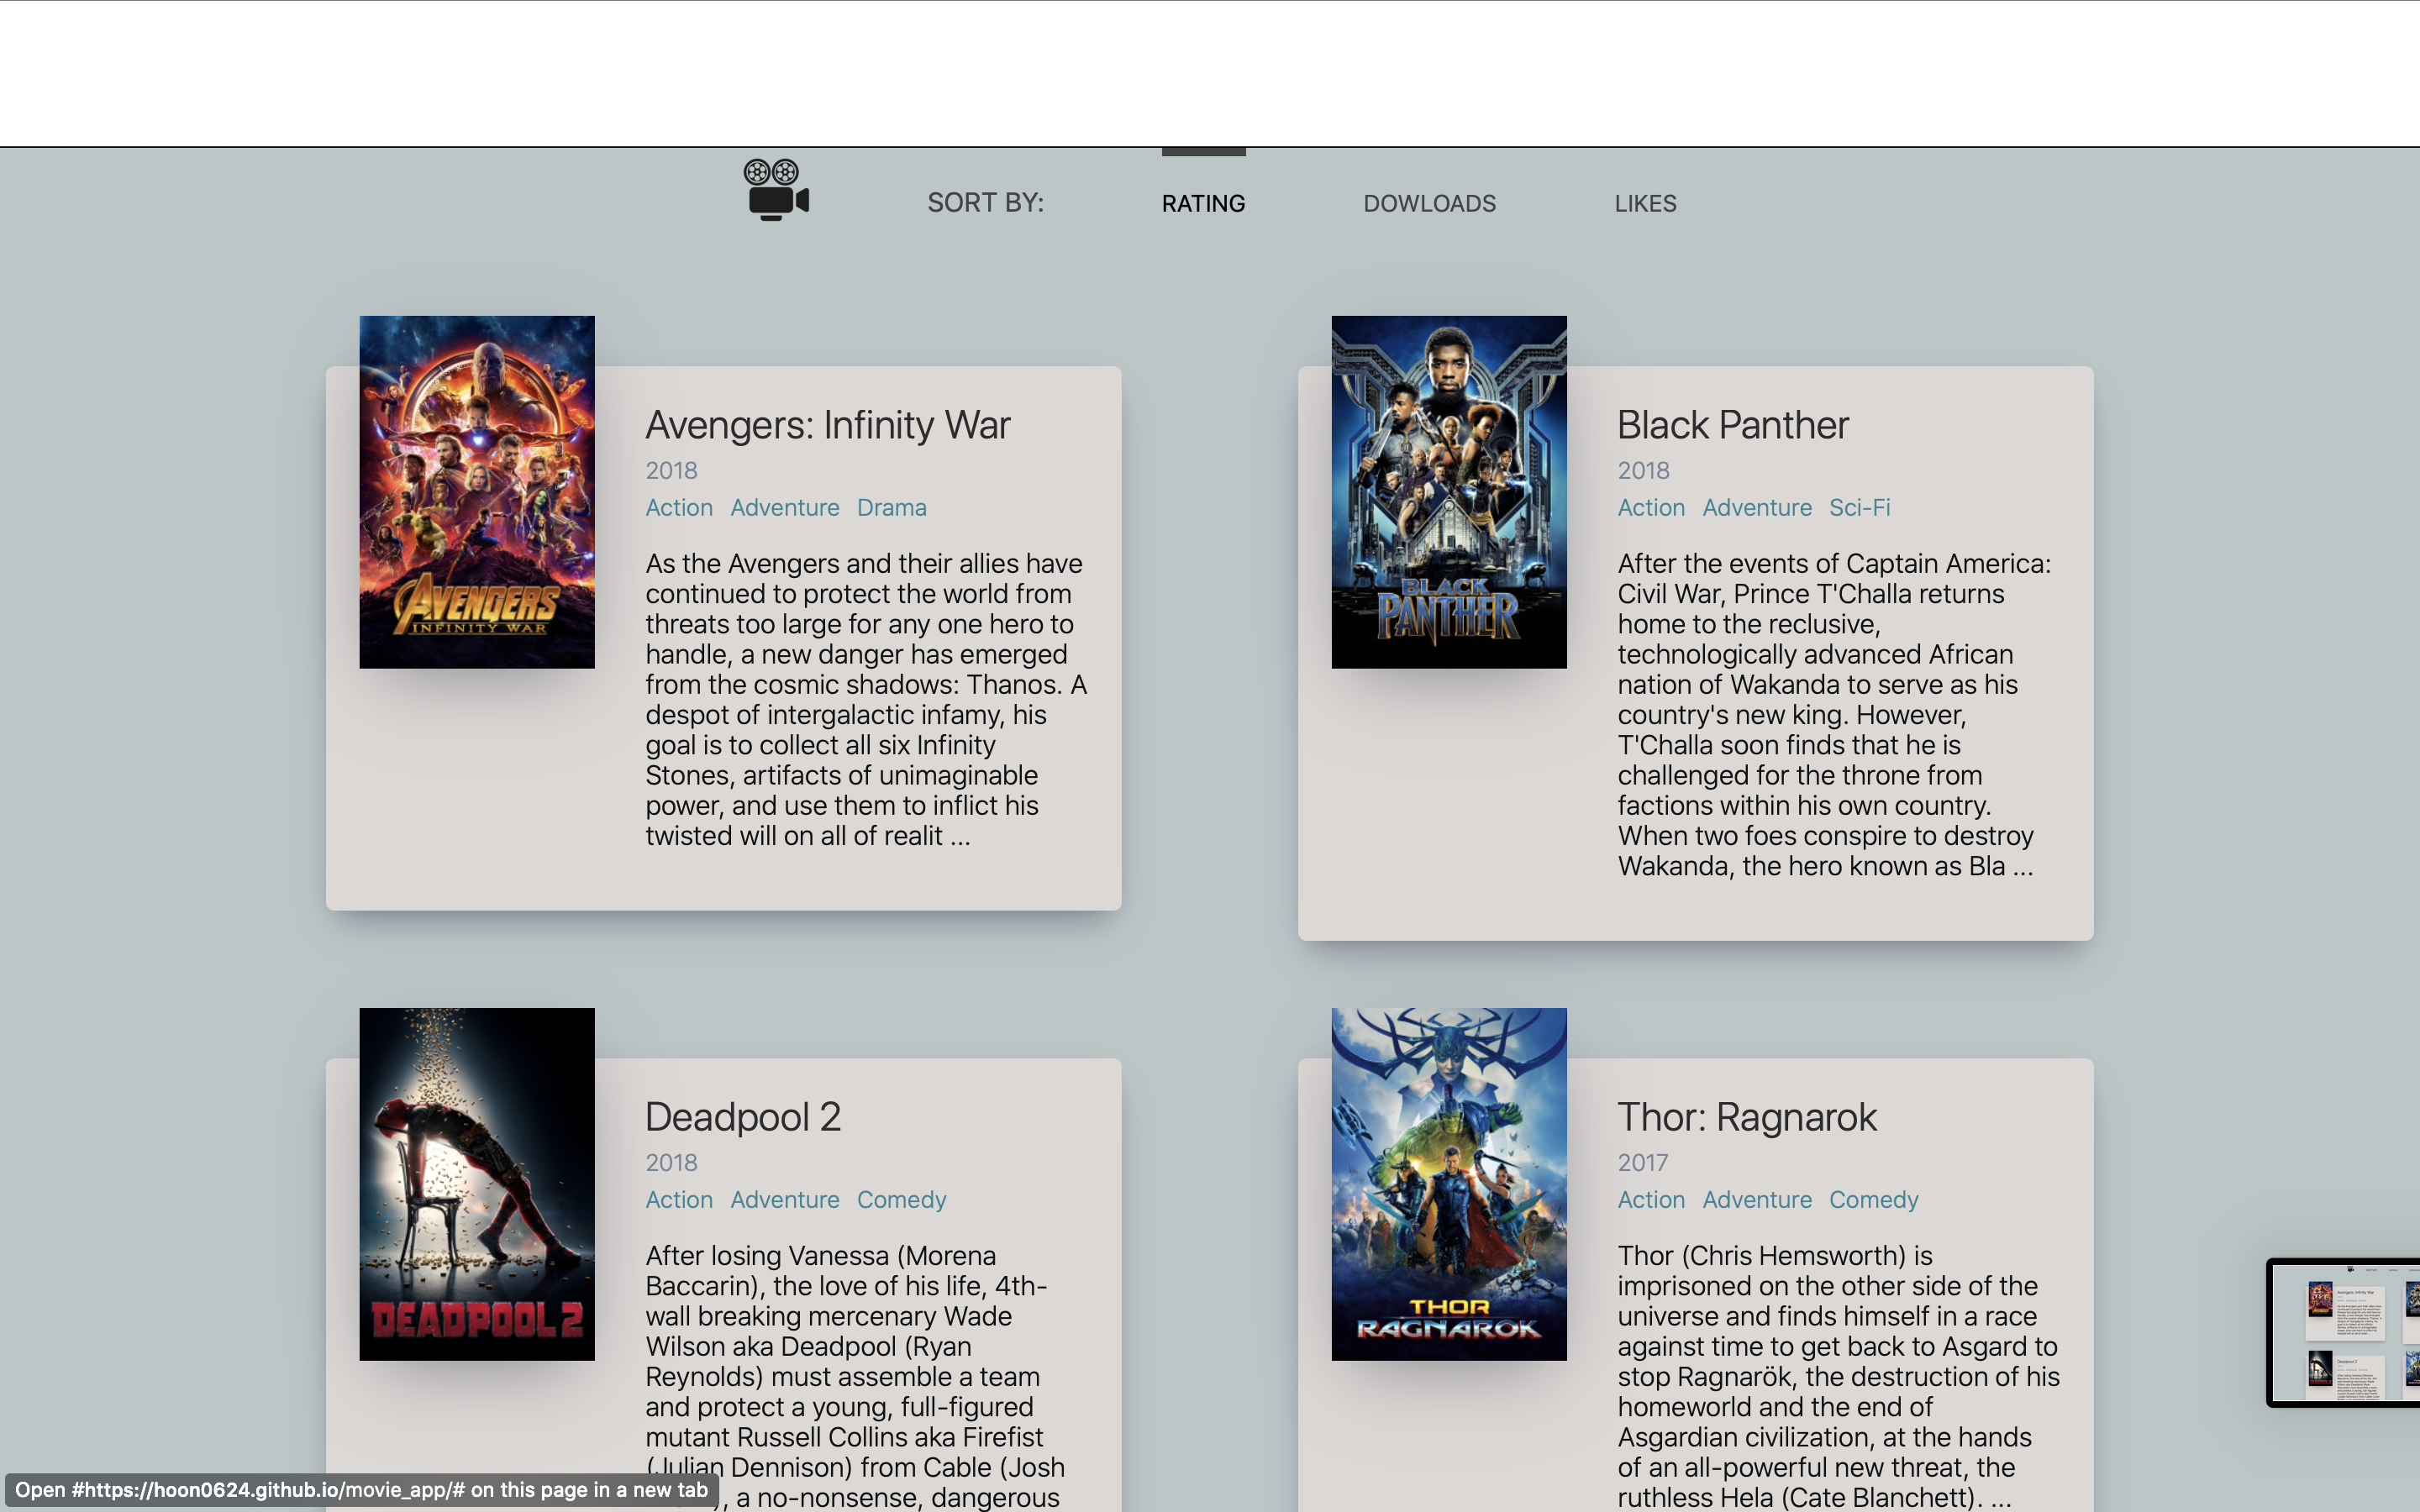 SORT BY:
RATING
DOWLOADS
LIKES
Avengers: Infinity War
2018
Action Adventure Drama
As the Avengers and their allies have
continued to protect the world from
threats too large for any one hero to
handle, a new danger has emerged
from the cosmic shadows: Thanos. A
despot of intergalactic infamy, his
goal is to collect all six Infinity
Stones, artifacts of unimaginable
power, and use them to inflict his
twisted will on all of realit ...
AVENGERS
INFINITY WAR
Black Panther
2018
Action Adventure Sci-Fi
After the events of Captain America:
Civil War, Prince T'Challa returns
home to the reclusive,
technologically advanced African
nation of Wakanda to serve as his
country's new king. However,
T'Challa soon finds that he is
challenged for the throne from
factions within his own country.
When two foes conspire to destroy
Wakanda, the hero known as Bla ...
BLACK
PANTHER
Deadpool 2
2018
Action Adventure Comedy
After losing Vanessa (Morena
Baccarin), the love of his life, 4th-
wall breaking mercenary Wade
Wilson aka Deadpool (Ryan
Reynolds) must assemble a team
and protect a young, full-figured
mutant Russell Collins aka Firefist
(Julian Dennison) from Cable (Josh
), a no-nonsense, dangerous
DEADPOOL 2
Thor: Ragnarok
2017
Action Adventure Comedy
Thor (Chris Hemsworth) is
imprisoned on the other side of the
universe and finds himself in a race
against time to get back to Asgard to
stop Ragnarök, the destruction of his
homeworld and the end of
Asgardian civilization, at the hands
of an all-powerful new threat, the
ruthless Hela (Cate Blanchett). ...
THOR
RAGNAROK
Open #https://hoon0624.github.io/movie_app/# on this page in a new tab